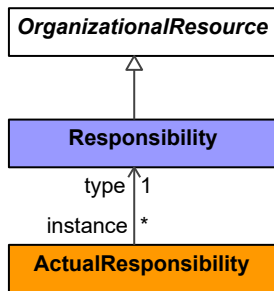 OrganizationalResource
Responsibility
type 1
instance *
ActualResponsibility